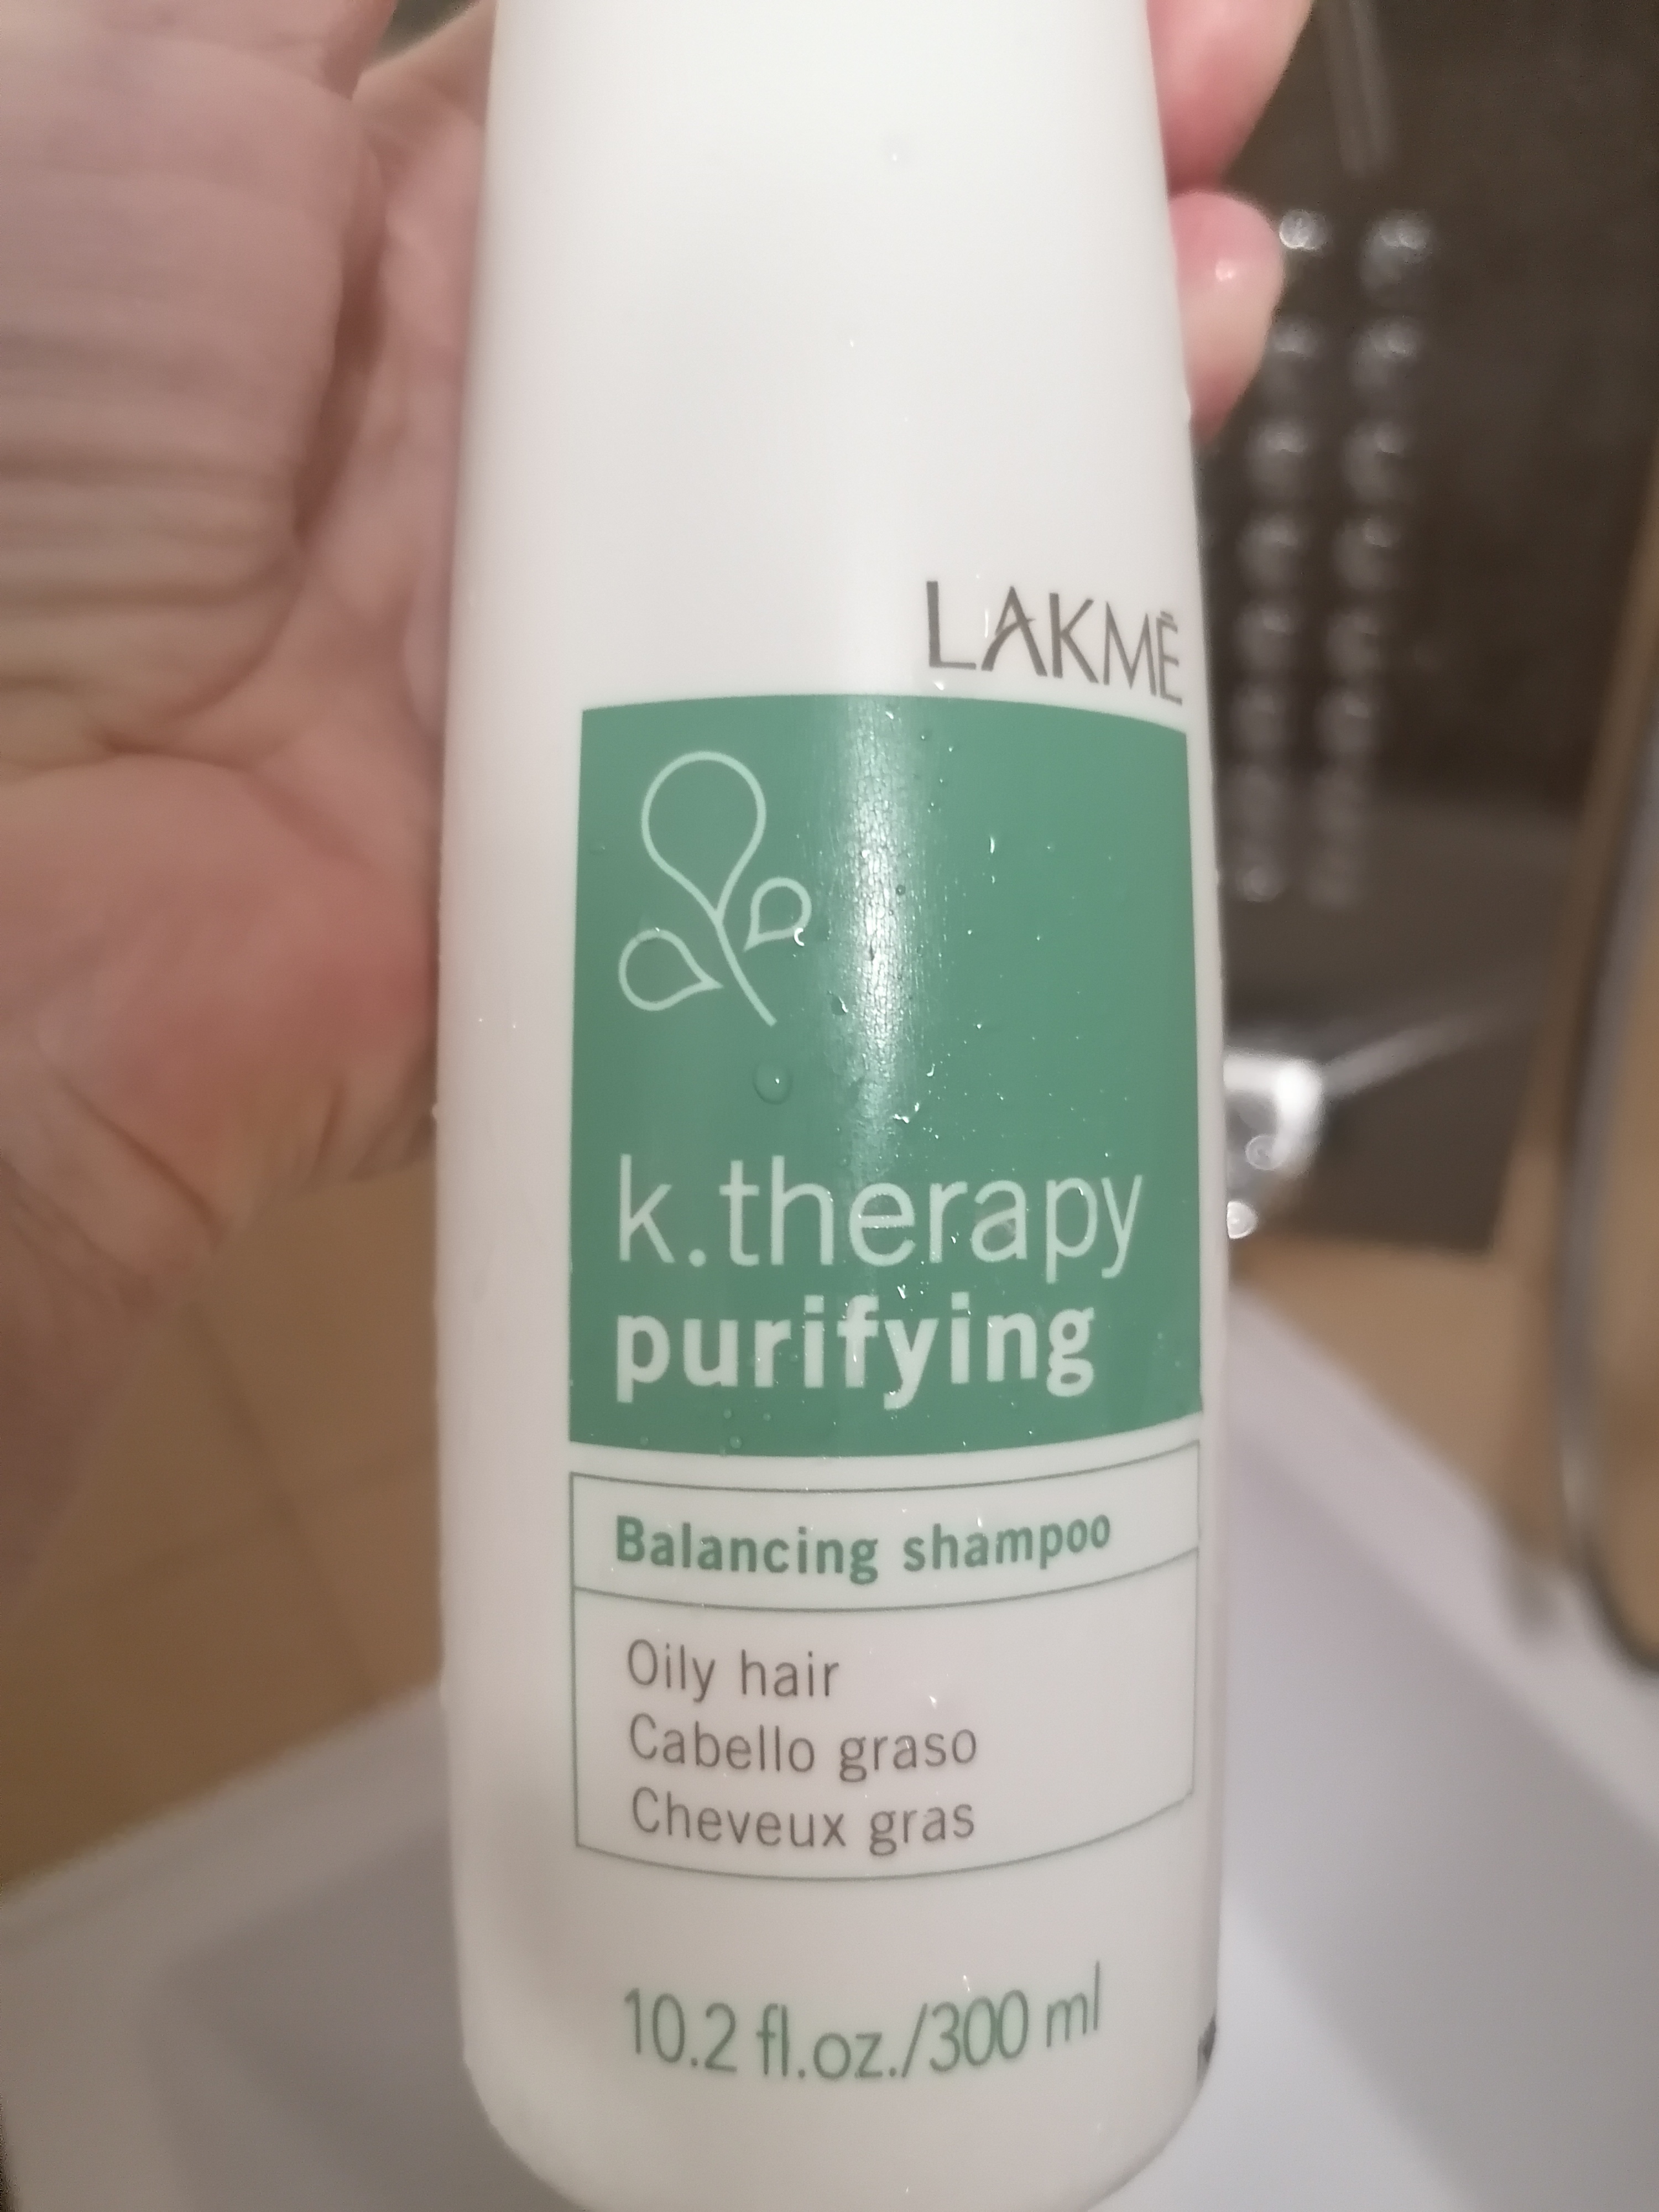 LAKMĒ
k.therapy
purifying
Balancing shampoo
Oily hair
Cabello graso
Cheveux gras
10.2 fl.oz./300 ml